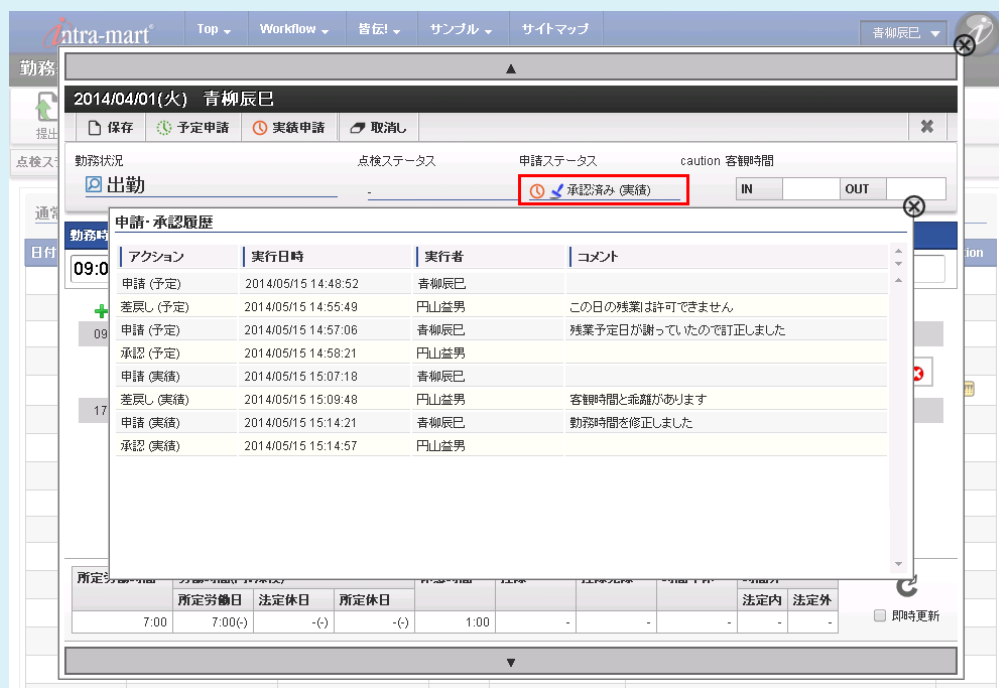 intra-mart Top Workflow 皆伝! サンプル サイトマップ 青柳辰巳
勤務
▲
2014/04/01(火) 青柳辰巳
提出
保存 予定申請 実績申請 取消し
点検ス
勤務状況 点検ステータス 申請ステータス caution 客観時間
出勤 - 承認済み (実績) IN OUT
通常
申請・承認履歴
勤務時
日付 ion
アクション 実行日時 実行者 コメント
09:0
申請 (予定) 2014/05/15 14:48:52 青柳辰巳
差戻し (予定) 2014/05/15 14:55:49 円山益男 この日の残業は許可できません
09
申請 (予定) 2014/05/15 14:57:06 青柳辰巳 残業予定日が謝っていたので訂正しました
承認 (予定) 2014/05/15 14:58:21 円山益男
申請 (実績) 2014/05/15 15:07:18 青柳辰巳
差戻し (実績) 2014/05/15 15:09:48 円山益男 客観時間と乖離があります
17
申請 (実績) 2014/05/15 15:14:21 青柳辰巳 勤務時間を修正しました
承認 (実績) 2014/05/15 15:14:57 円山益男
所定労働日 法定休日 所定休日 法定内 法定外
7:00 7:00(-) -(-) -(-) 1:00 - - - - -
即時更新
▼